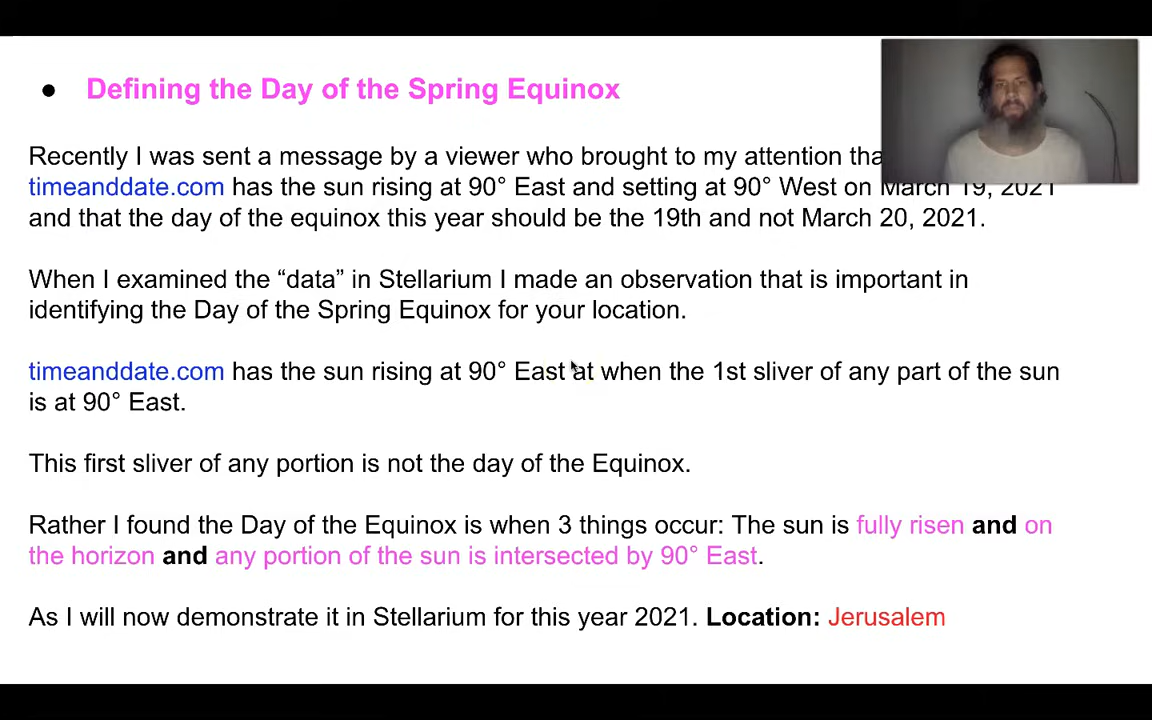 Defining the Day of the Spring Equinox
Recently I was sent a message by a viewer who brought to my attention
timeanddate.com has the sun rising at 90° East and setting at 90° West on March 19, 2021
and that the day of the equinox this year should be the 19th and not March 20, 2021.
When I examined the “data” in Stellarium I made an observation that is important in
identifying the Day of the Spring Equinox for your location.
timeanddate.com has the sun rising at 90° East at when the 1st sliver of any part of the sun
is at 90° East.
This first sliver of any portion is not the day of the Equinox.
Rather I found the Day of the Equinox is when 3 things occur: The sun is fully risen and on
the horizon and any portion of the sun is intersected by 90° East.
As I will now demonstrate it in Stellarium for this year 2021. Location: Jerusalem